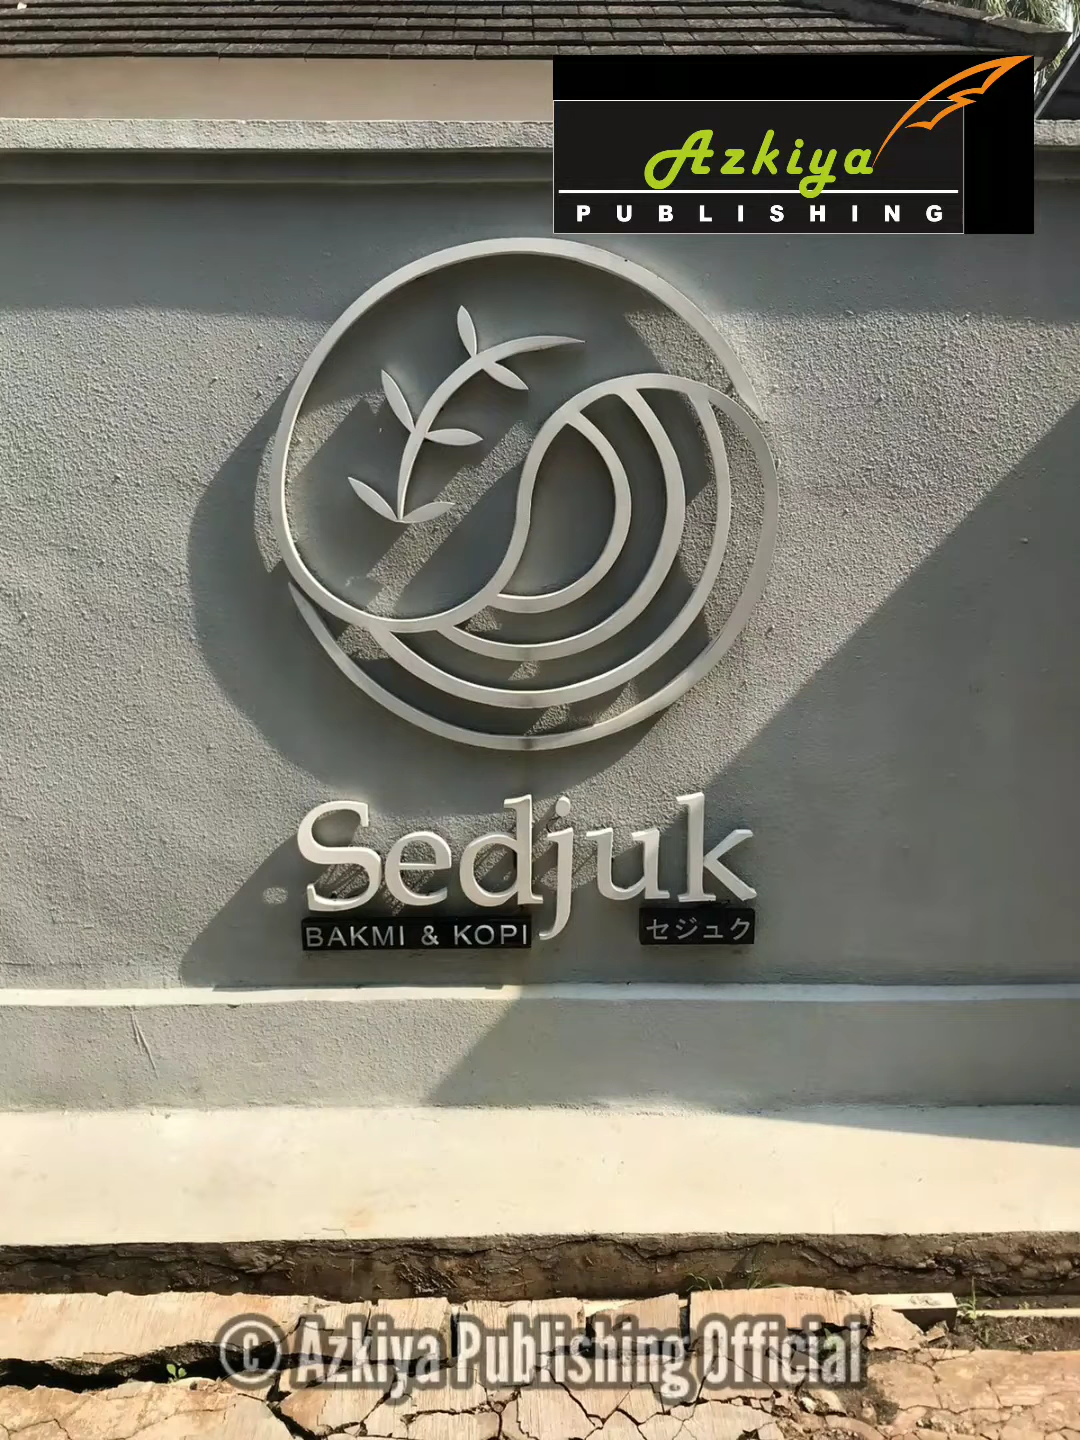 Azkiya
PUBLISHING
Sedjuk
BAKMI & KOPI
セジュク
© Azkiya Publishing Official